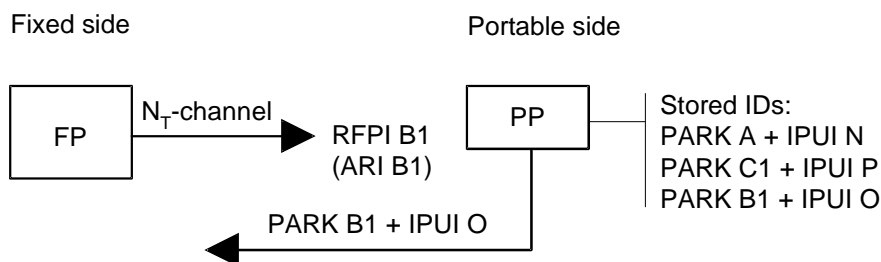 Fixed side
Portable side
FP
N_T-channel
RFPI B1
(ARI B1)
PP
Stored IDs:
PARK A + IPUI N
PARK C1 + IPUI P
PARK B1 + IPUI O
PARK B1 + IPUI O